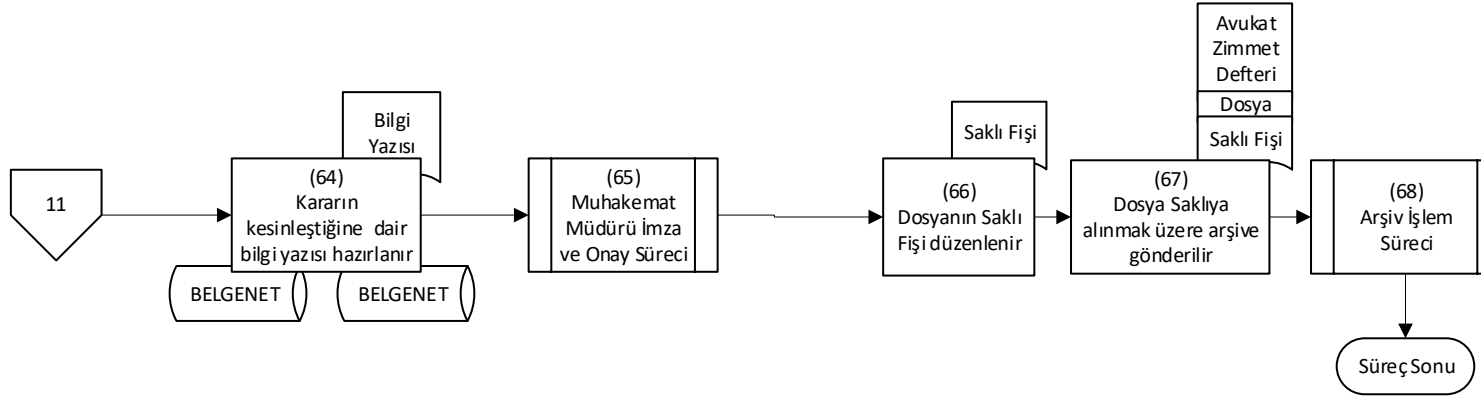 11
Bilgi
Yazısı
(64)
Kararın
kesinleştiğine dair
bilgi yazısı hazırlanır
BELGENET
BELGENET
(65)
Muhakemat
Müdürü İmza
ve Onay Süreci
Saklı Fişi
(66)
Dosyanın Saklı
Fişi düzenlenir
Avukat
Zimmet
Defteri
Dosya
Saklı Fişi
(67)
Dosya Saklıya
alınmak üzere arşive
gönderilir
(68)
Arşiv İşlem
Süreci
Süreç Sonu